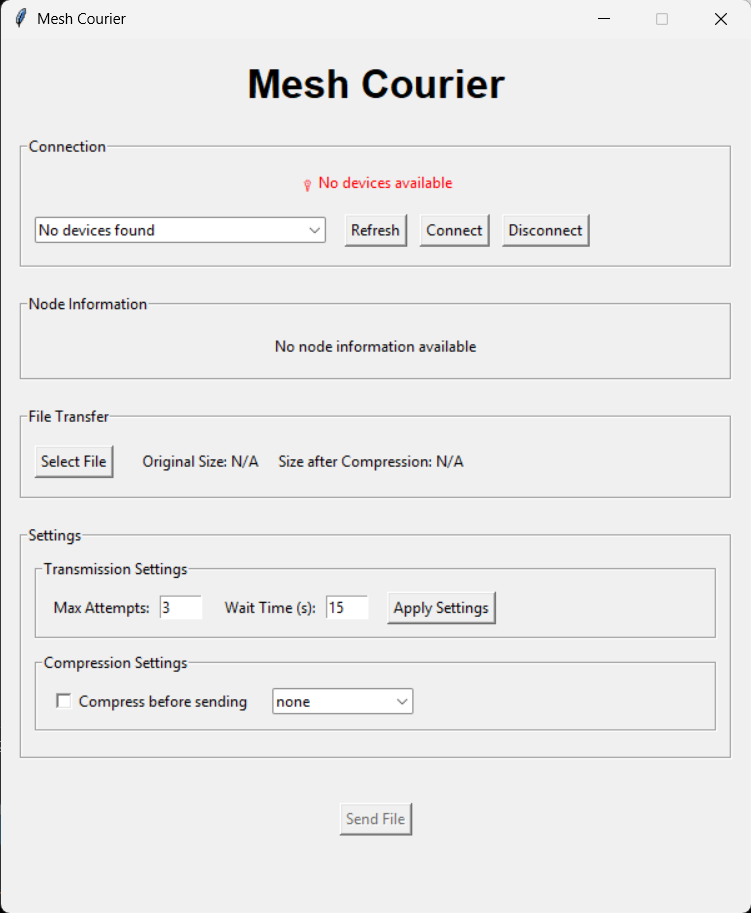 Mesh Courier
Mesh Courier
Connection
No devices available
No devices found
Refresh
Connect
Disconnect
Node Information
No node information available
File Transfer
Select File
Original Size: N/A
Size after Compression: N/A
Settings
Transmission Settings
Max Attempts: 3
Wait Time (s): 15
Apply Settings
Compression Settings
Compress before sending
none
Send File